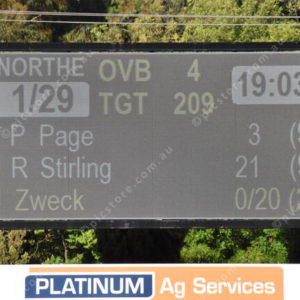 NORTHE OVB 4 19:03
1/29 TGT 209
P Page 3
R Stirling 21
Zweck 0/20
PLATINUM Ag Services